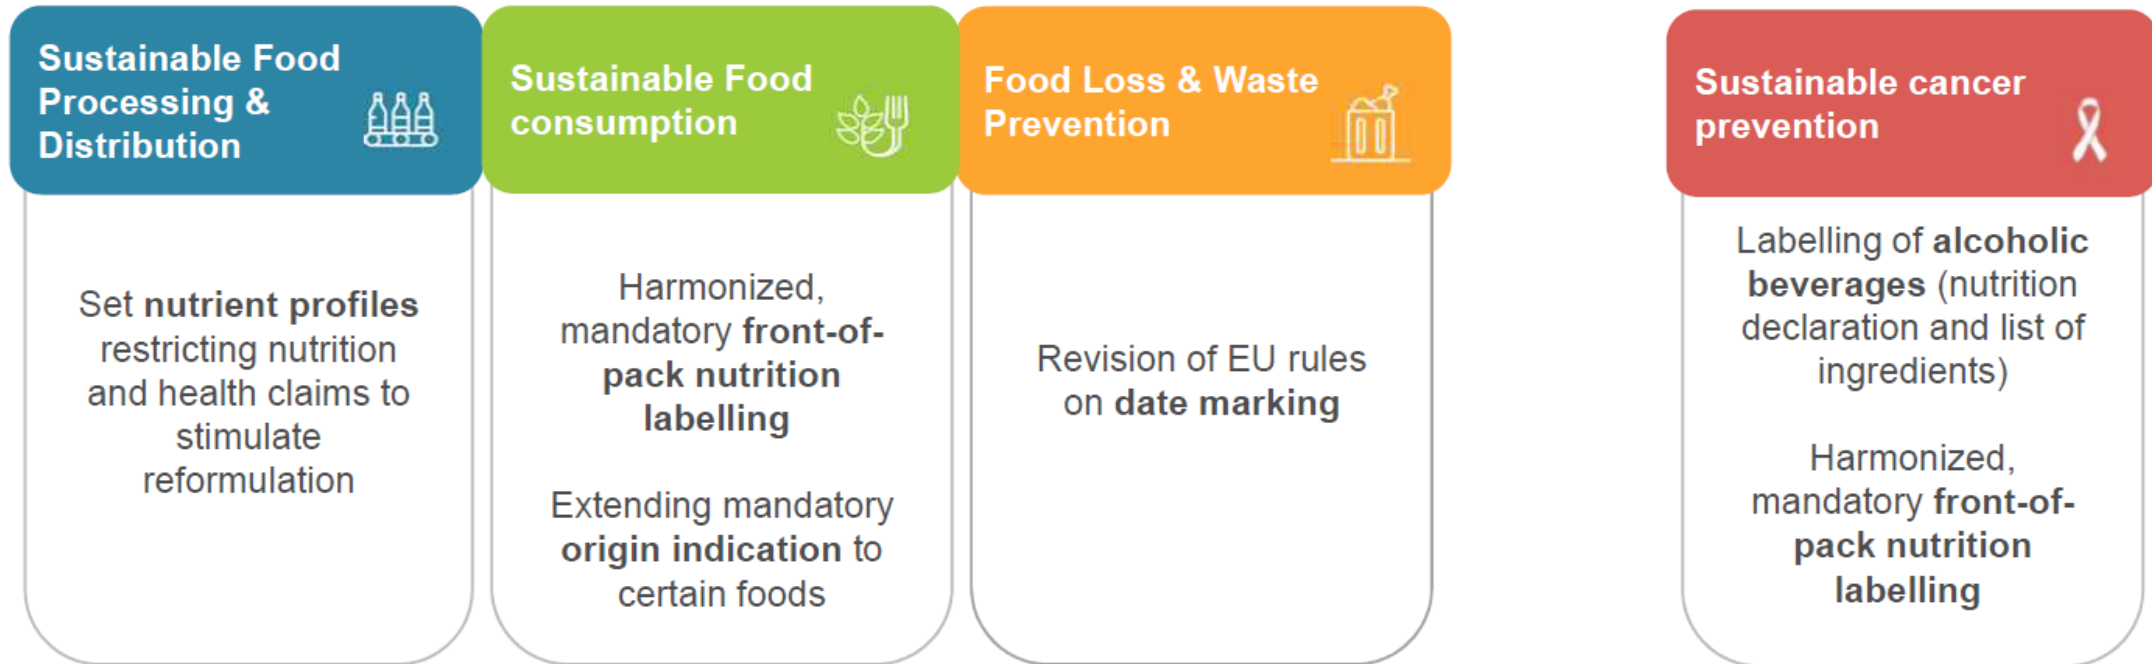 Sustainable Food
Processing &
Distribution
Set nutrient profiles
restricting nutrition
and health claims to
stimulate
reformulation
Sustainable Food
consumption
Harmonized,
mandatory front-of-
pack nutrition
labelling
Extending mandatory
origin indication to
certain foods
Food Loss & Waste
Prevention
Revision of EU rules
on date marking
Sustainable cancer
prevention
Labelling of alcoholic
beverages (nutrition
declaration and list of
ingredients)
Harmonized,
mandatory front-of-
pack nutrition
labelling